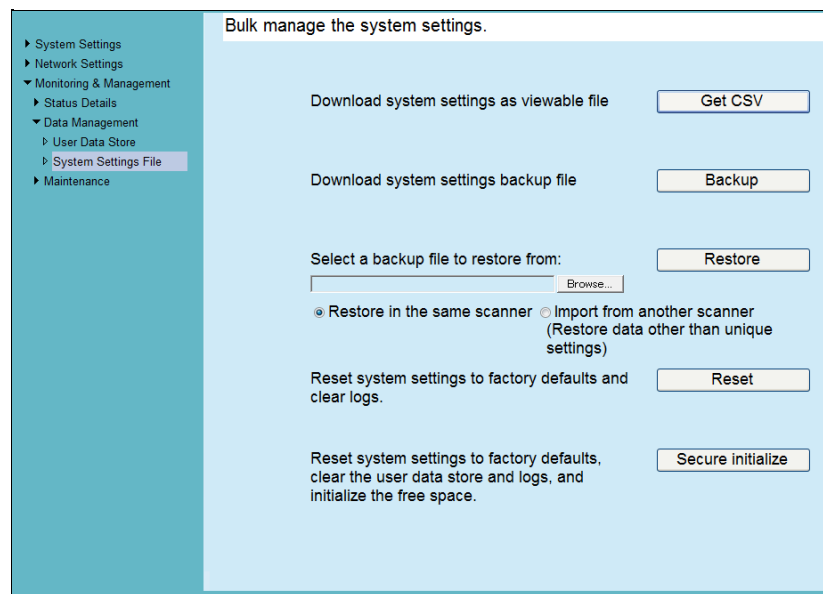 Bulk manage the system settings.
System Settings
Network Settings
Monitoring & Management
Status Details
Data Management
User Data Store
System Settings File
Maintenance
Download system settings as viewable file
Get CSV
Download system settings backup file
Backup
Select a backup file to restore from:
Restore
Browse...
Restore in the same scanner
Import from another scanner
(Restore data other than unique
settings)
Reset system settings to factory defaults and
clear logs.
Reset
Reset system settings to factory defaults,
clear the user data store and logs, and
initialize the free space.
Secure initialize